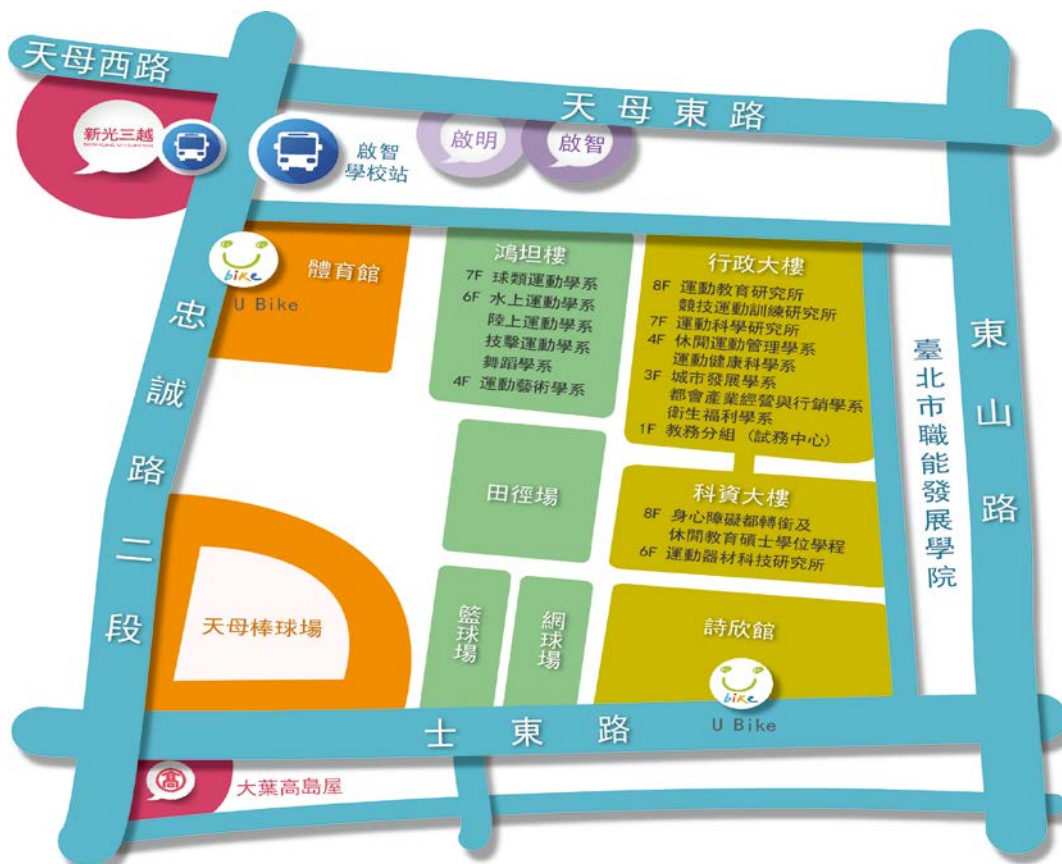 天母西路
天母東路
新光三越
啟智
學校站
啟明
啟智
bike
U Bike
體育館
鴻坦樓
7F 球類運動學系
6F 水上運動學系
陸上運動學系
技擊運動學系
舞蹈學系
4F 運動藝術學系
行政大樓
8F 運動教育研究所
競技運動訓練研究所
7F 運動科學研究所
4F 休閒運動管理學系
運動健康科學系
3F 城市發展學系
都會產業經營與行銷學系
衛生福利學系
1F 教務分組 (試務中心)
忠誠路二段
東山路
臺北市職能發展學院
田徑場
科資大樓
8F 身心障礙都轉銜及
休閒教育碩士學位學程
6F 運動器材科技研究所
天母棒球場
籃球場
網球場
詩欣館
bike
U Bike
士東路
高
大葉高島屋